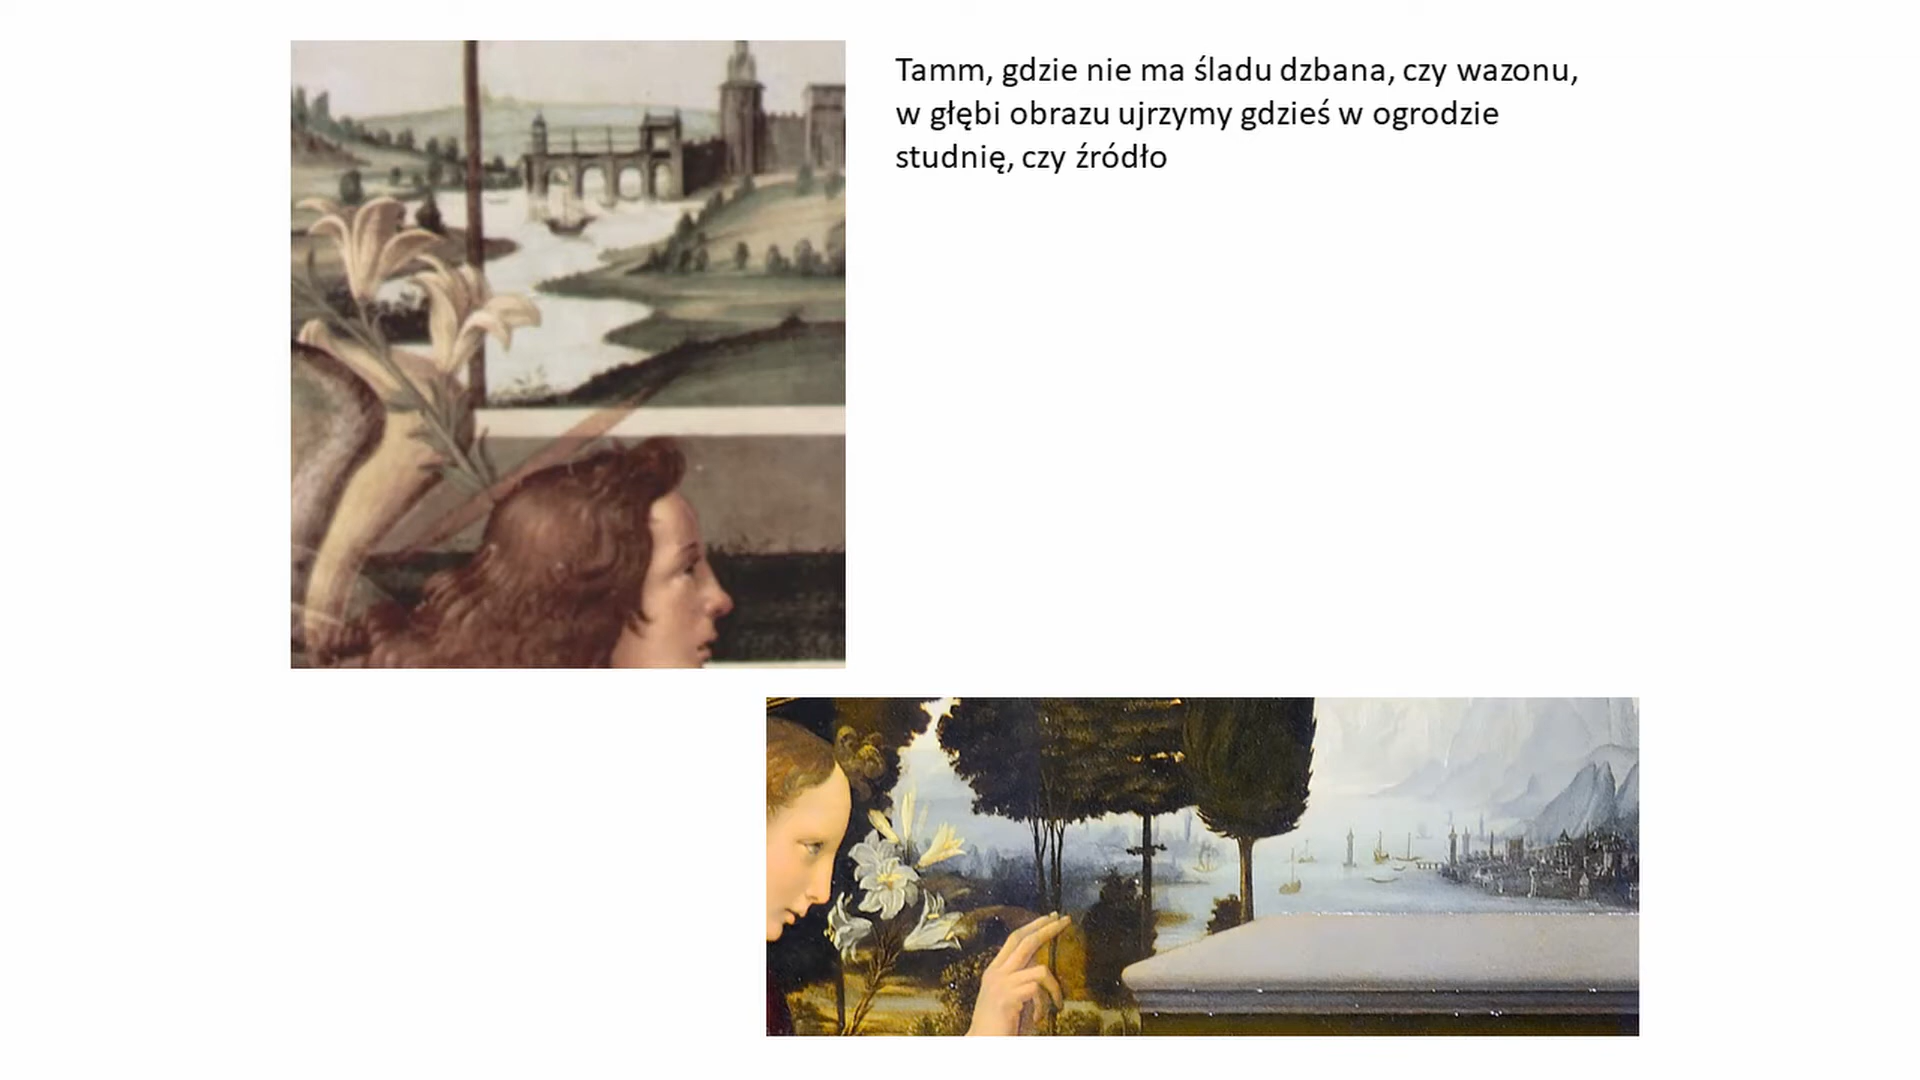 Tamm, gdzie nie ma śladu dzbana, czy wazonu,
w głębi obrazu ujrzymy gdzieś w ogrodzie
studnię, czy źródło